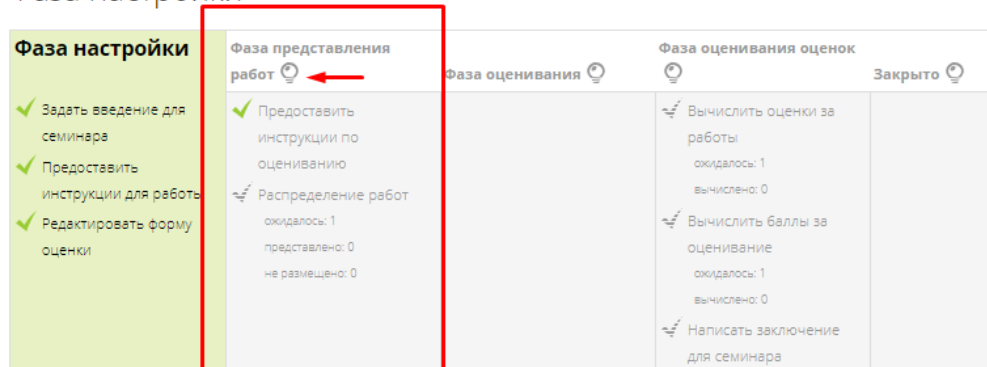 Фаза настройки
Фаза настройки
Задать введение для
семинара
Предоставить
инструкции для работы
Редактировать форму
оценки
Фаза представления
работ
Предоставить
инструкции по
оцениванию
Распределение работ
ожидалось: 1
представлено: 0
не размещено: 0
Фаза оценивания
Фаза оценивания оценок
Вычислить оценки за
работы
ожидалось: 1
вычислено: 0
Вычислить баллы за
оценивание
ожидалось: 1
вычислено: 0
Написать заключение
для семинара
Закрыто